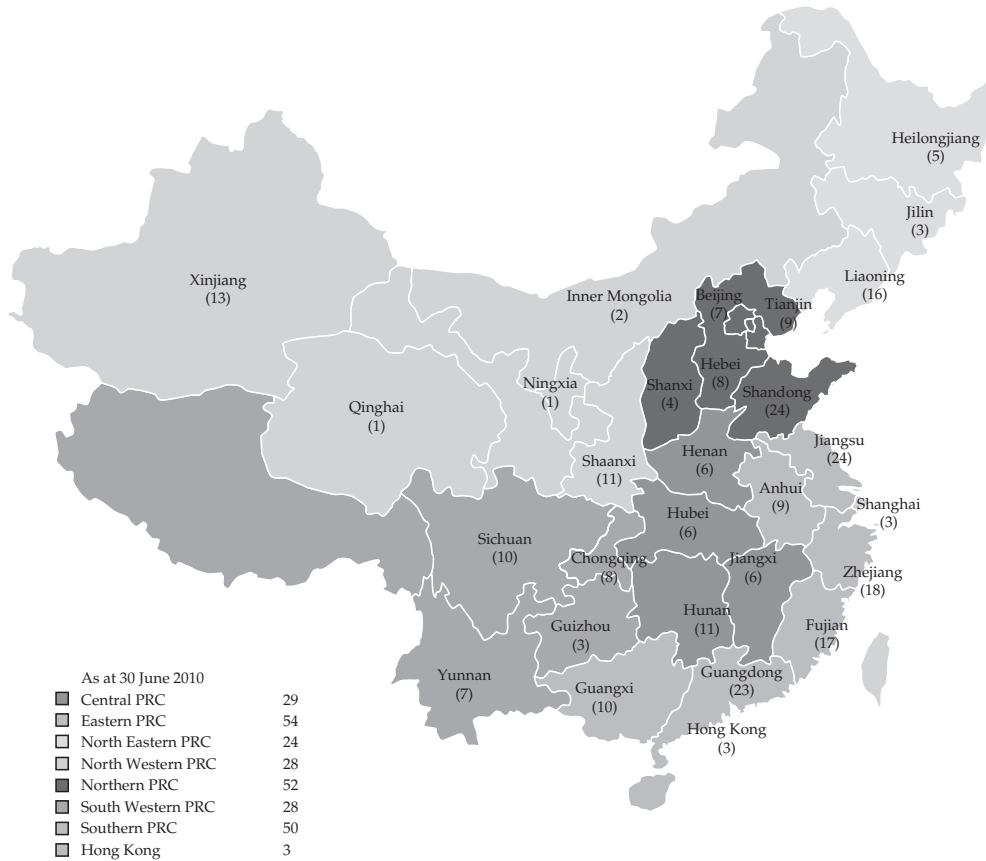 Heilongjiang
(5)
Jilin
(3)
Liaoning
(16)
Xinjiang
(13)
Inner Mongolia
(2)
Beijing
(7)
Tianjin
(9)
Hebei
(8)
Shanxi
(4)
Shandong
(24)
Ningxia
(1)
Qinghai
(1)
Shaanxi
(11)
Henan
(6)
Jiangsu
(24)
Anhui
(9)
Shanghai
(3)
Hubei
(6)
Sichuan
(10)
Chongqing
(8)
Jiangxi
(6)
Zhejiang
(18)
Hunan
(11)
Guizhou
(3)
Fujian
(17)
Yunnan
(7)
Guangxi
(10)
Guangdong
(23)
Hong Kong
(3)
As at 30 June 2010
Central PRC 29
Eastern PRC 54
North Eastern PRC 24
North Western PRC 28
Northern PRC 52
South Western PRC 28
Southern PRC 50
Hong Kong 3